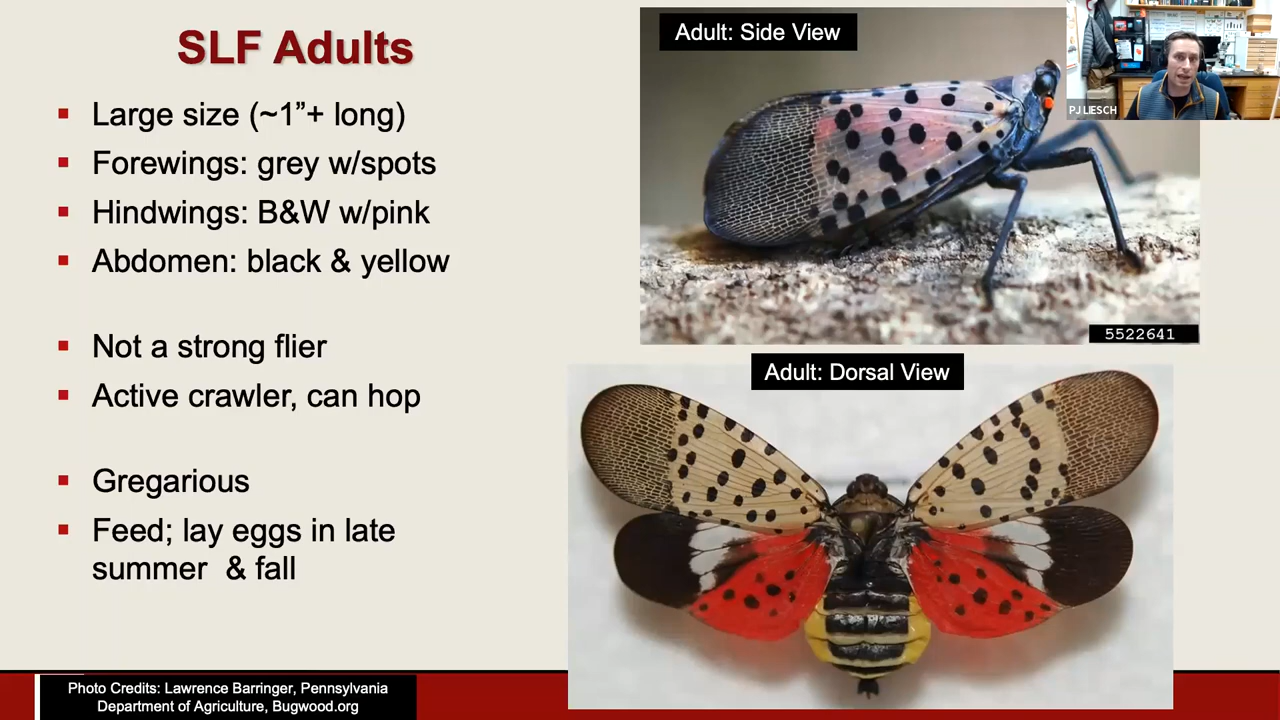 SLF Adults
▪ Large size (~1”+ long)
▪ Forewings: grey w/spots
▪ Hindwings: B&W w/pink
▪ Abdomen: black & yellow
▪ Not a strong flier
▪ Active crawler, can hop
▪ Gregarious
▪ Feed; lay eggs in late
summer & fall
Photo Credits: Lawrence Barringer, Pennsylvania
Department of Agriculture, Bugwood.org
Adult: Side View
5522641
Adult: Dorsal View
PJ LIESCH